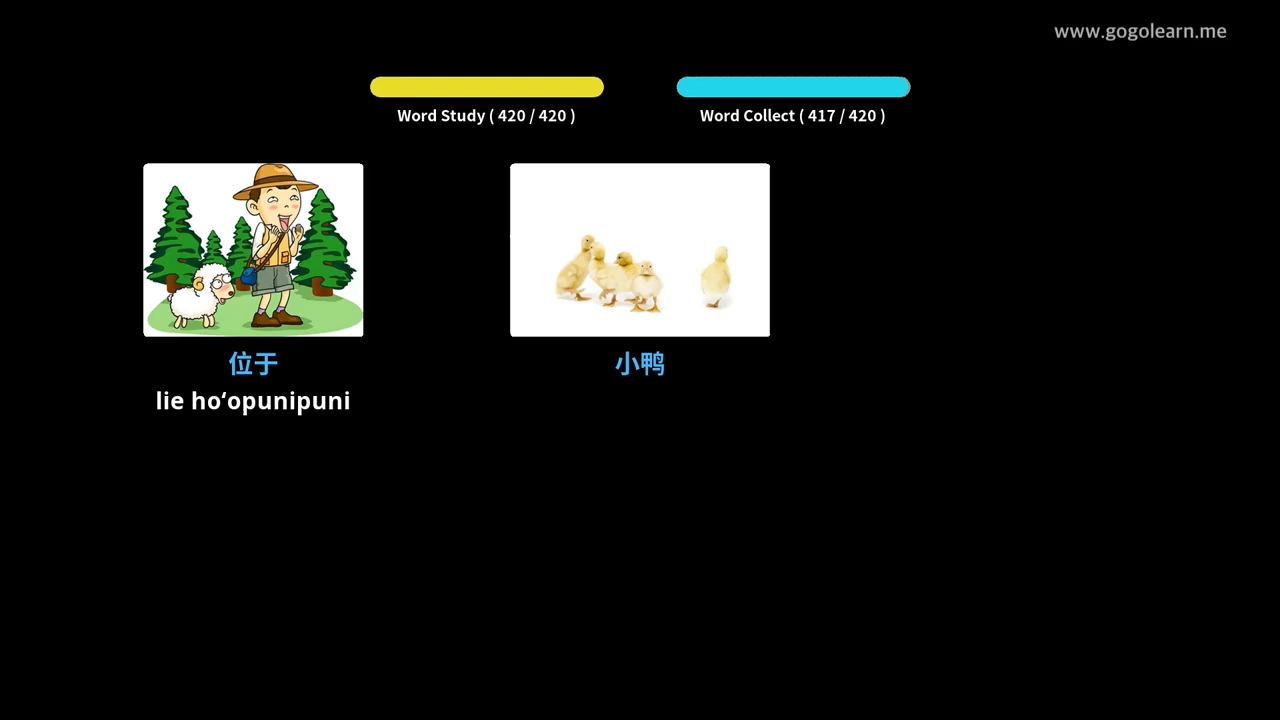 www.gogolearn.me
Word Study ( 420 / 420 )
Word Collect ( 417 / 420 )
位于
小鸭
lie hoʻopunipuni